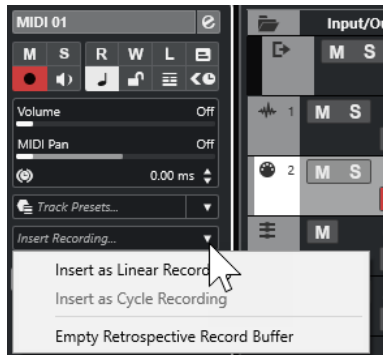 MIDI 01
e
M S R W L
Volume Off
MIDI Pan Off
0.00 ms
Track Presets...
Insert Recording...
Insert as Linear Record
Insert as Cycle Recording
Empty Retrospective Record Buffer
M S
1 M S
2 M S
M